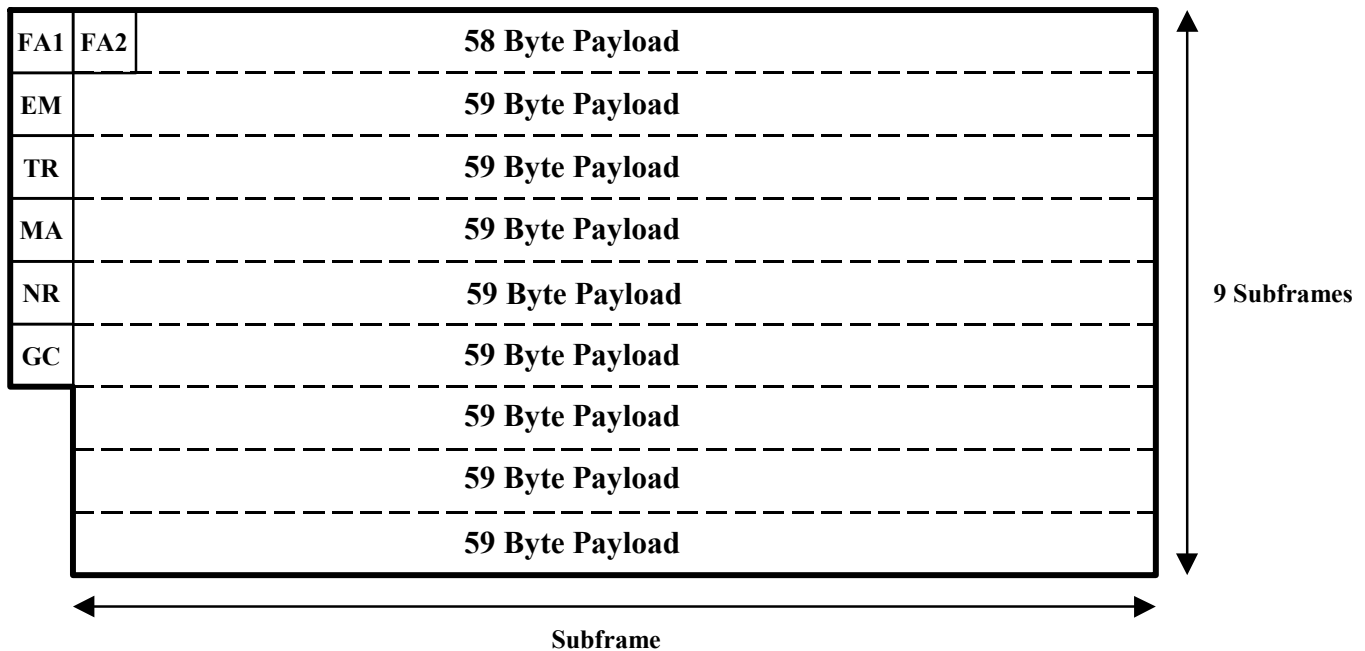 FA1 FA2 58 Byte Payload
EM 59 Byte Payload
TR 59 Byte Payload
MA 59 Byte Payload
NR 59 Byte Payload
GC 59 Byte Payload
59 Byte Payload
59 Byte Payload
59 Byte Payload
9 Subframes
Subframe